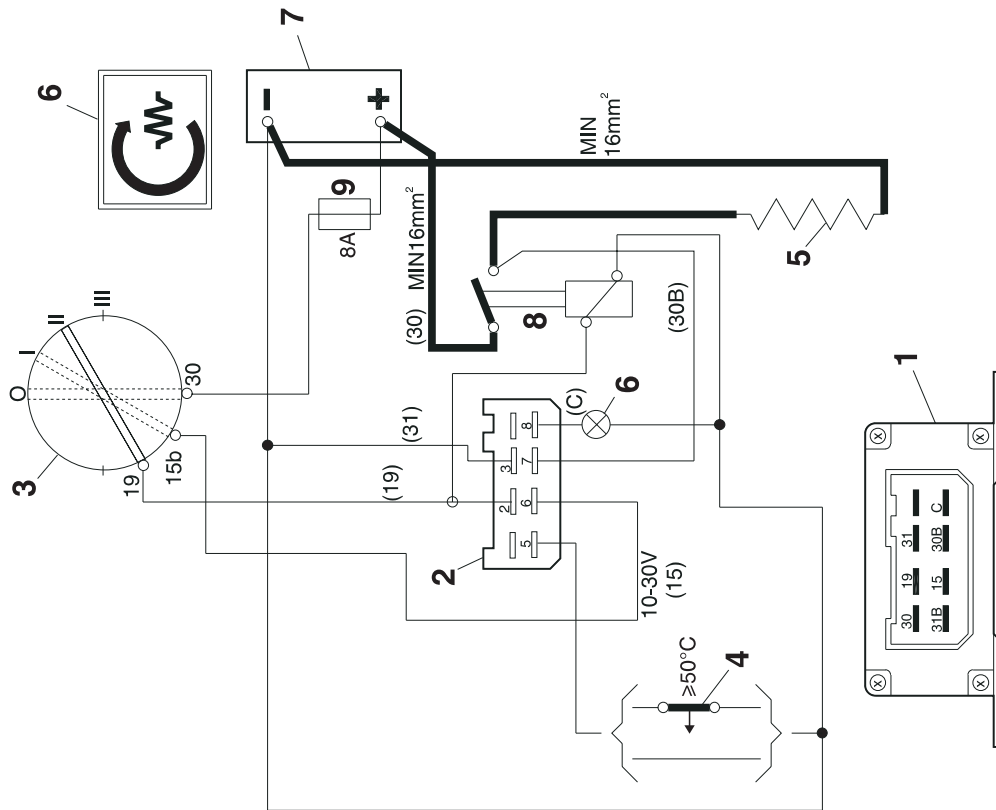 6
7
–
+
MIN
16mm²
9
8A
MIN16mm²
(30)
8
5
(30B)
3
O
I
II
III
19
15b
30
(31)
(19)
2
2
3
5
6
7
8
(C)
6
10-30V
(15)
≥50°C
4
1
x
x
x
x
30
19
31
31B
15
30B
C